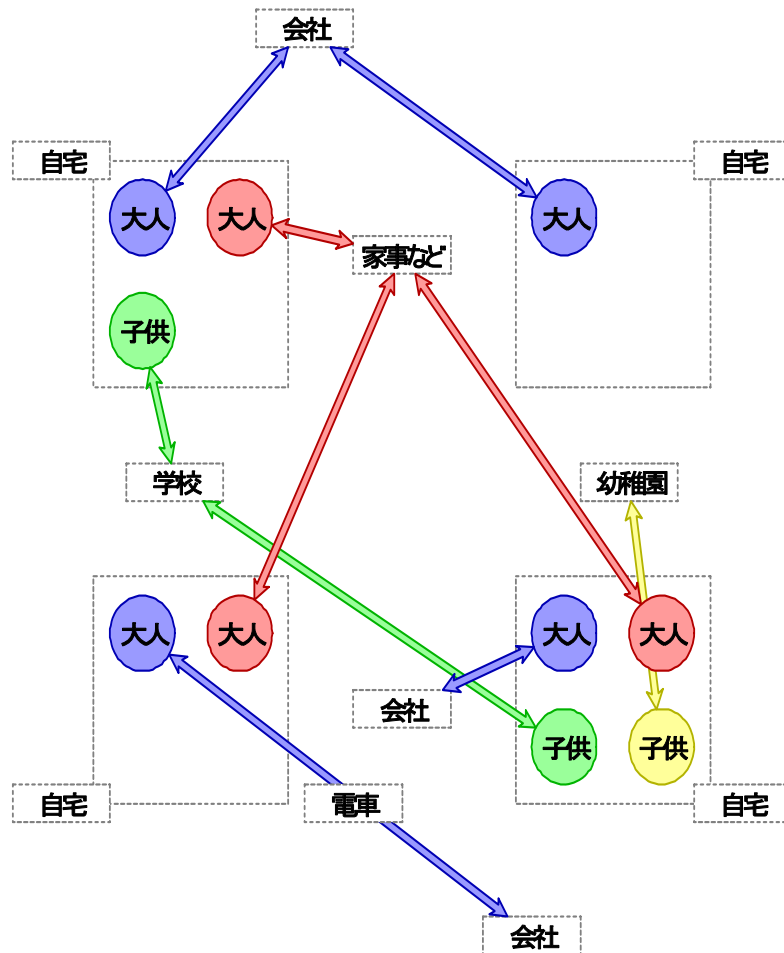 会社
自宅
自宅
大人
大人
大人
家事など
子供
学校
幼稚園
大人
大人
大人
大人
会社
子供
子供
自宅
電車
自宅
会社